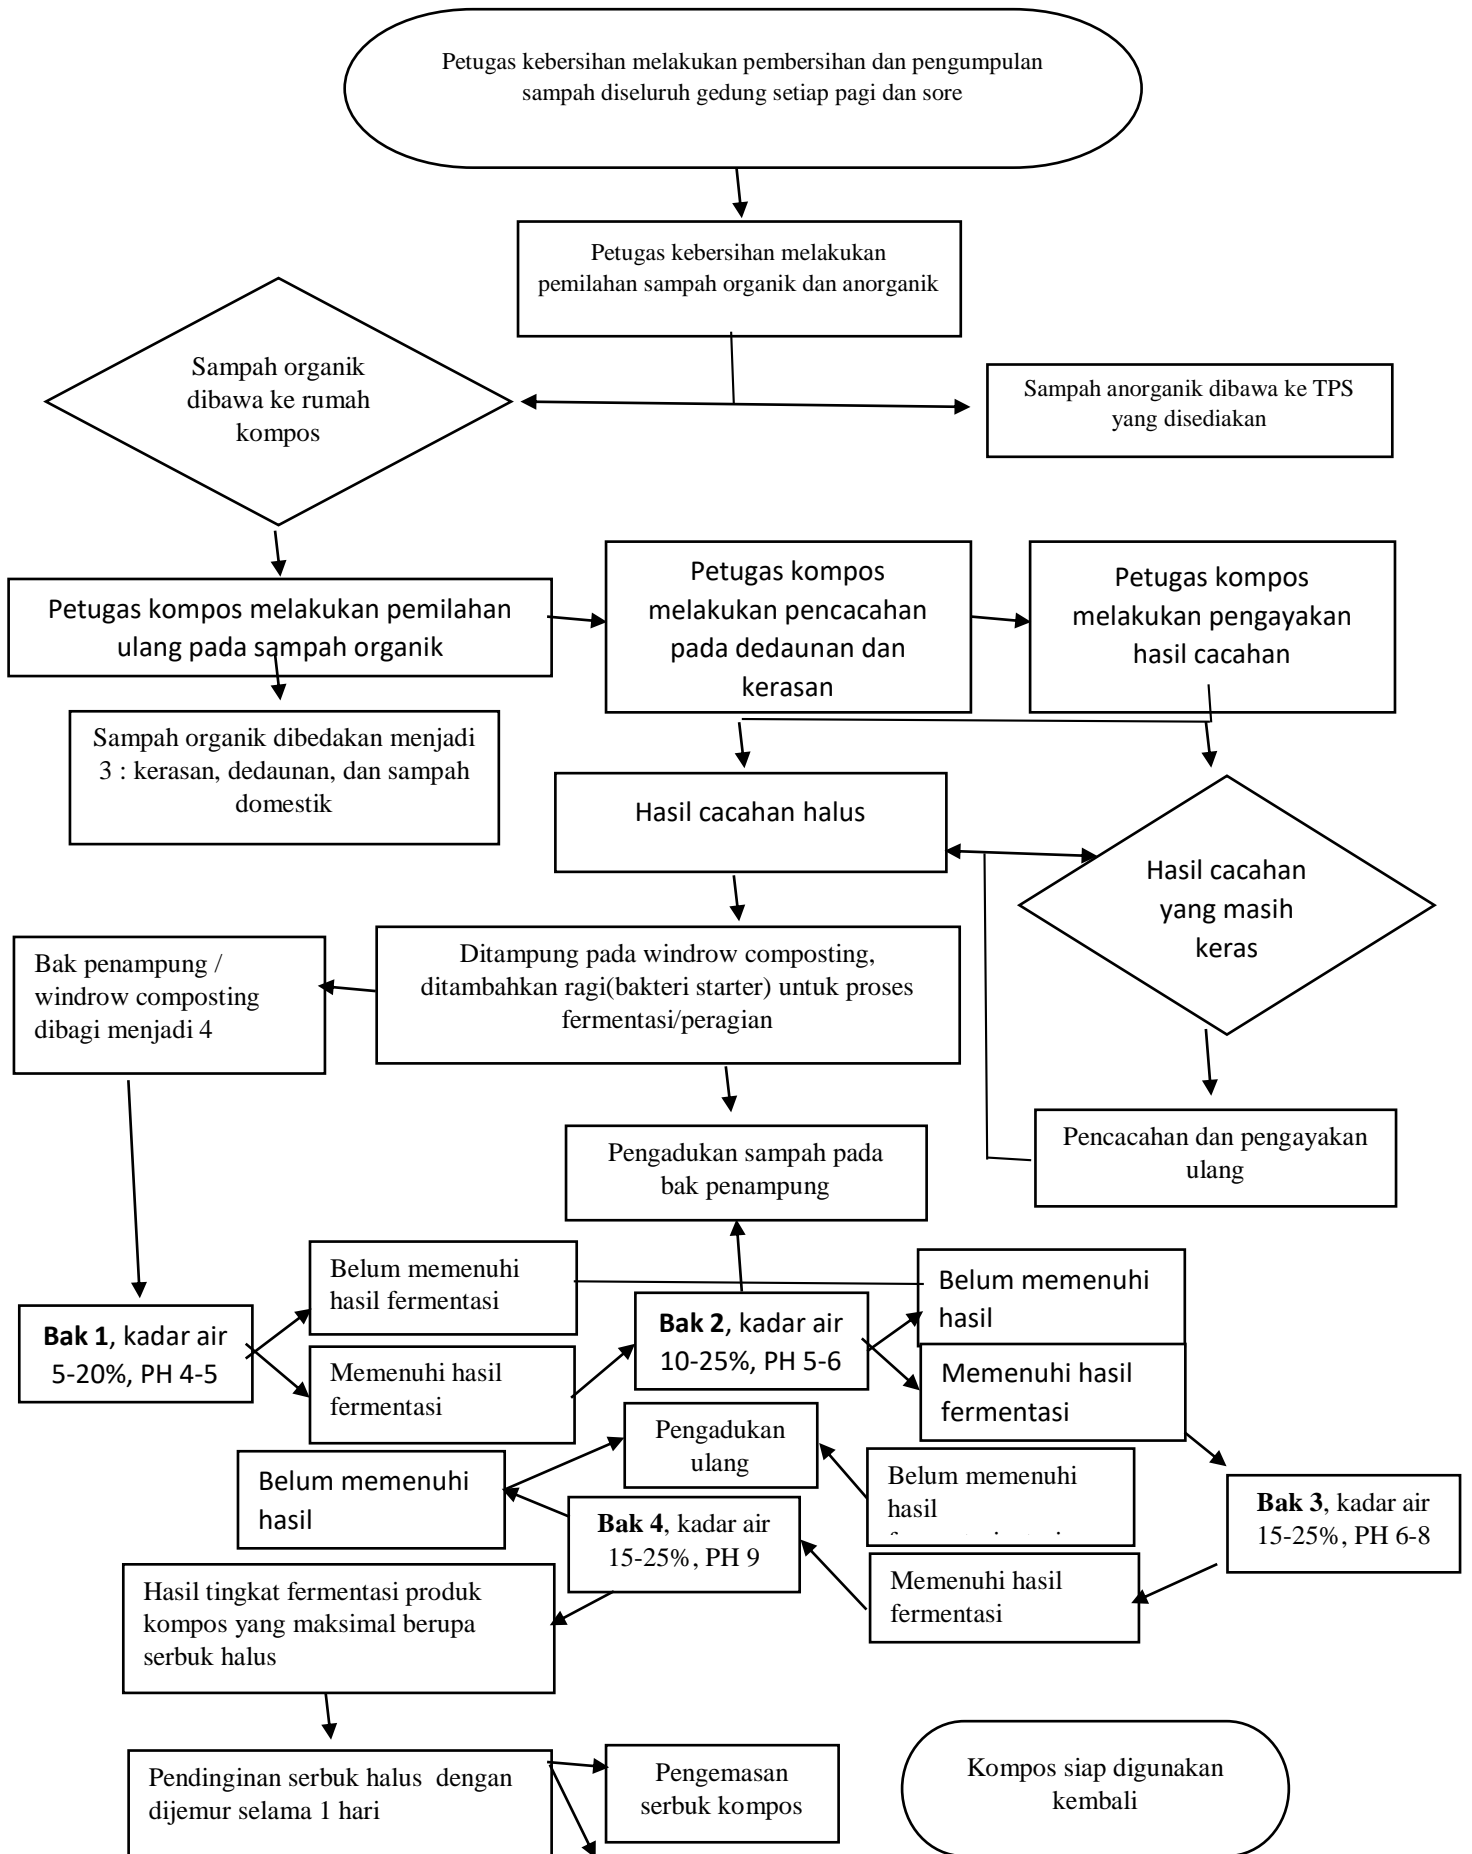 Petugas kebersihan melakukan pembersihan dan pengumpulan
sampah diseluruh gedung setiap pagi dan sore
Petugas kebersihan melakukan
pemilahan sampah organik dan anorganik
Sampah organik
dibawa ke rumah
kompos
Sampah anorganik dibawa ke TPS
yang disediakan
Petugas kompos melakukan pemilahan
ulang pada sampah organik
Petugas kompos
melakukan pencacahan
pada dedaunan dan
kerasan
Petugas kompos
melakukan pengayakan
hasil cacahan
Sampah organik dibedakan menjadi
3 : kerasan, dedaunan, dan sampah
domestik
Hasil cacahan halus
Hasil cacahan
yang masih
keras
Bak penampung /
windrow composting
dibagi menjadi 4
Ditampung pada windrow composting,
ditambahkan ragi(bakteri starter) untuk proses
fermentasi/peragian
Pencacahan dan pengayakan
ulang
Pengadukan sampah pada
bak penampung
Bak 1, kadar air
5-20%, PH 4-5
Belum memenuhi
hasil fermentasi
Memenuhi hasil
fermentasi
Bak 2, kadar air
10-25%, PH 5-6
Belum memenuhi
hasil
Memenuhi hasil
fermentasi
Pengadukan
ulang
Belum memenuhi
hasil
Belum memenuhi
hasil
Bak 3, kadar air
15-25%, PH 6-8
Bak 4, kadar air
15-25%, PH 9
Memenuhi hasil
fermentasi
Hasil tingkat fermentasi produk
kompos yang maksimal berupa
serbuk halus
Pendinginan serbuk halus  dengan
dijemur selama 1 hari
Pengemasan
serbuk kompos
Kompos siap digunakan
kembali